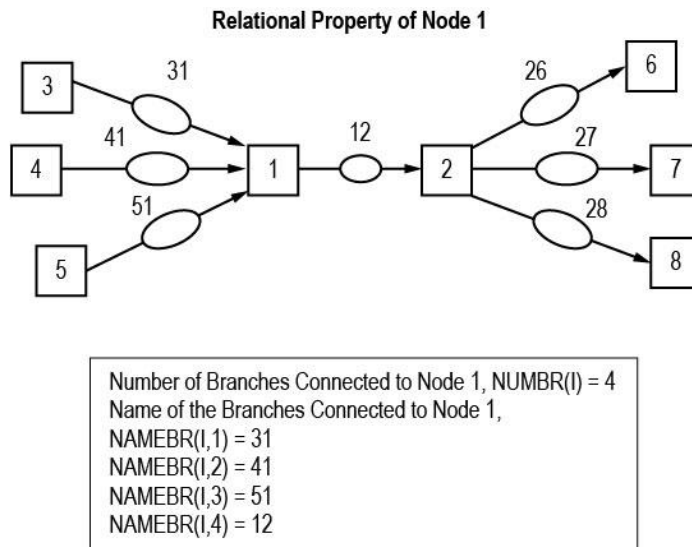 Relational Property of Node 1
31
26
6
3
41
12
27
4
1
2
7
51
28
5
8
Number of Branches Connected to Node 1, NUMBR(I) = 4
Name of the Branches Connected to Node 1,
NAMEBR(I,1) = 31
NAMEBR(I,2) = 41
NAMEBR(I,3) = 51
NAMEBR(I,4) = 12